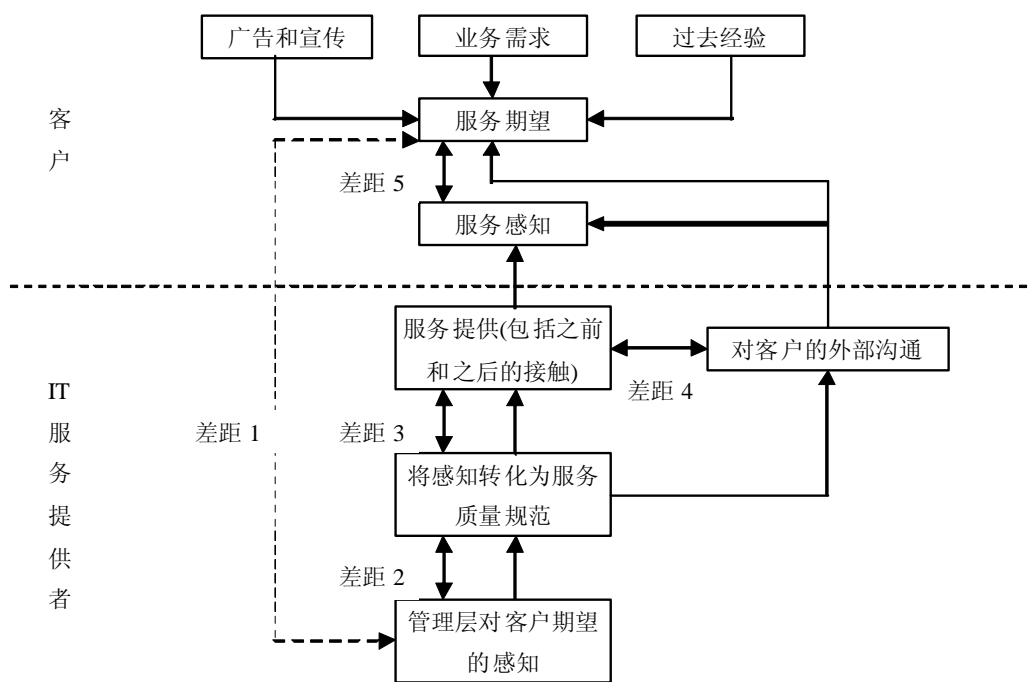 广告和宣传
业务需求
过去经验
客
户
服务期望
差距 5
服务感知
服务提供(包括之前
和之后的接触)
对客户的外部沟通
差距 4
IT
服
务
提
供
者
差距 1
差距 3
将感知转化为服务
质量规范
差距 2
管理层对客户期望
的感知